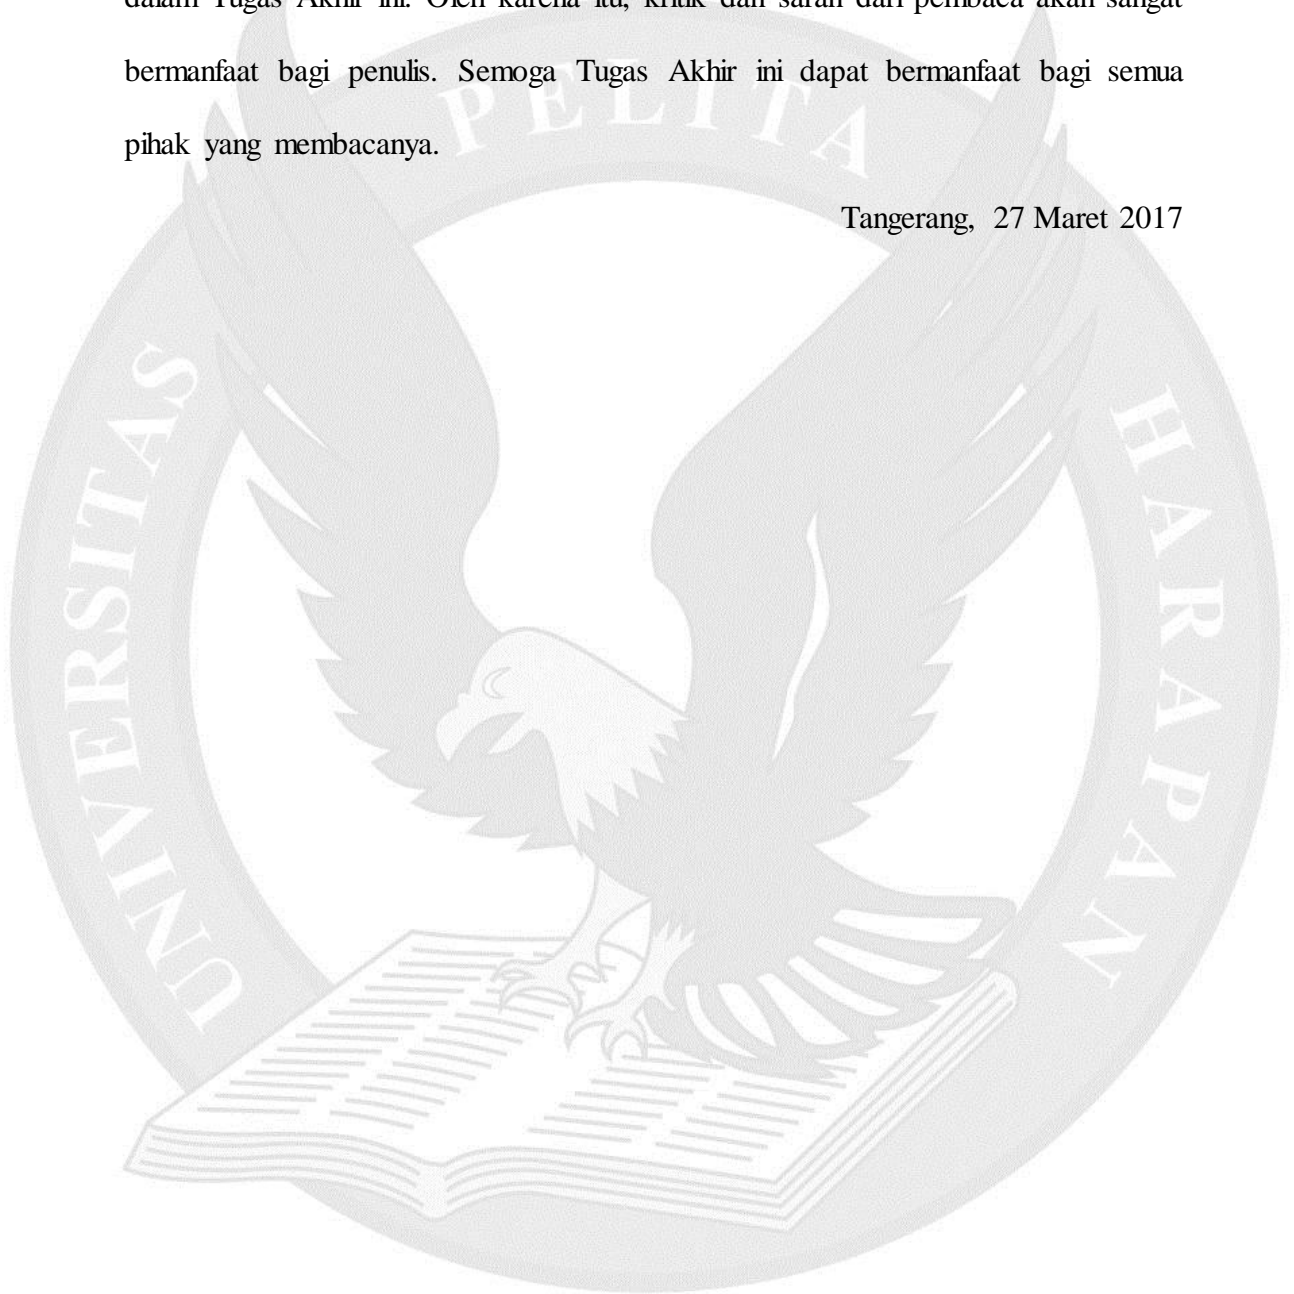 dalam Tugas Akhir ini. Oleh karena itu, kritik dan saran dari pembaca akan sangat
bermanfaat bagi penulis. Semoga Tugas Akhir ini dapat bermanfaat bagi semua
pihak yang membacanya.
Tangerang, 27 Maret 2017
UNIVERSITAS PELITA HARAPAN